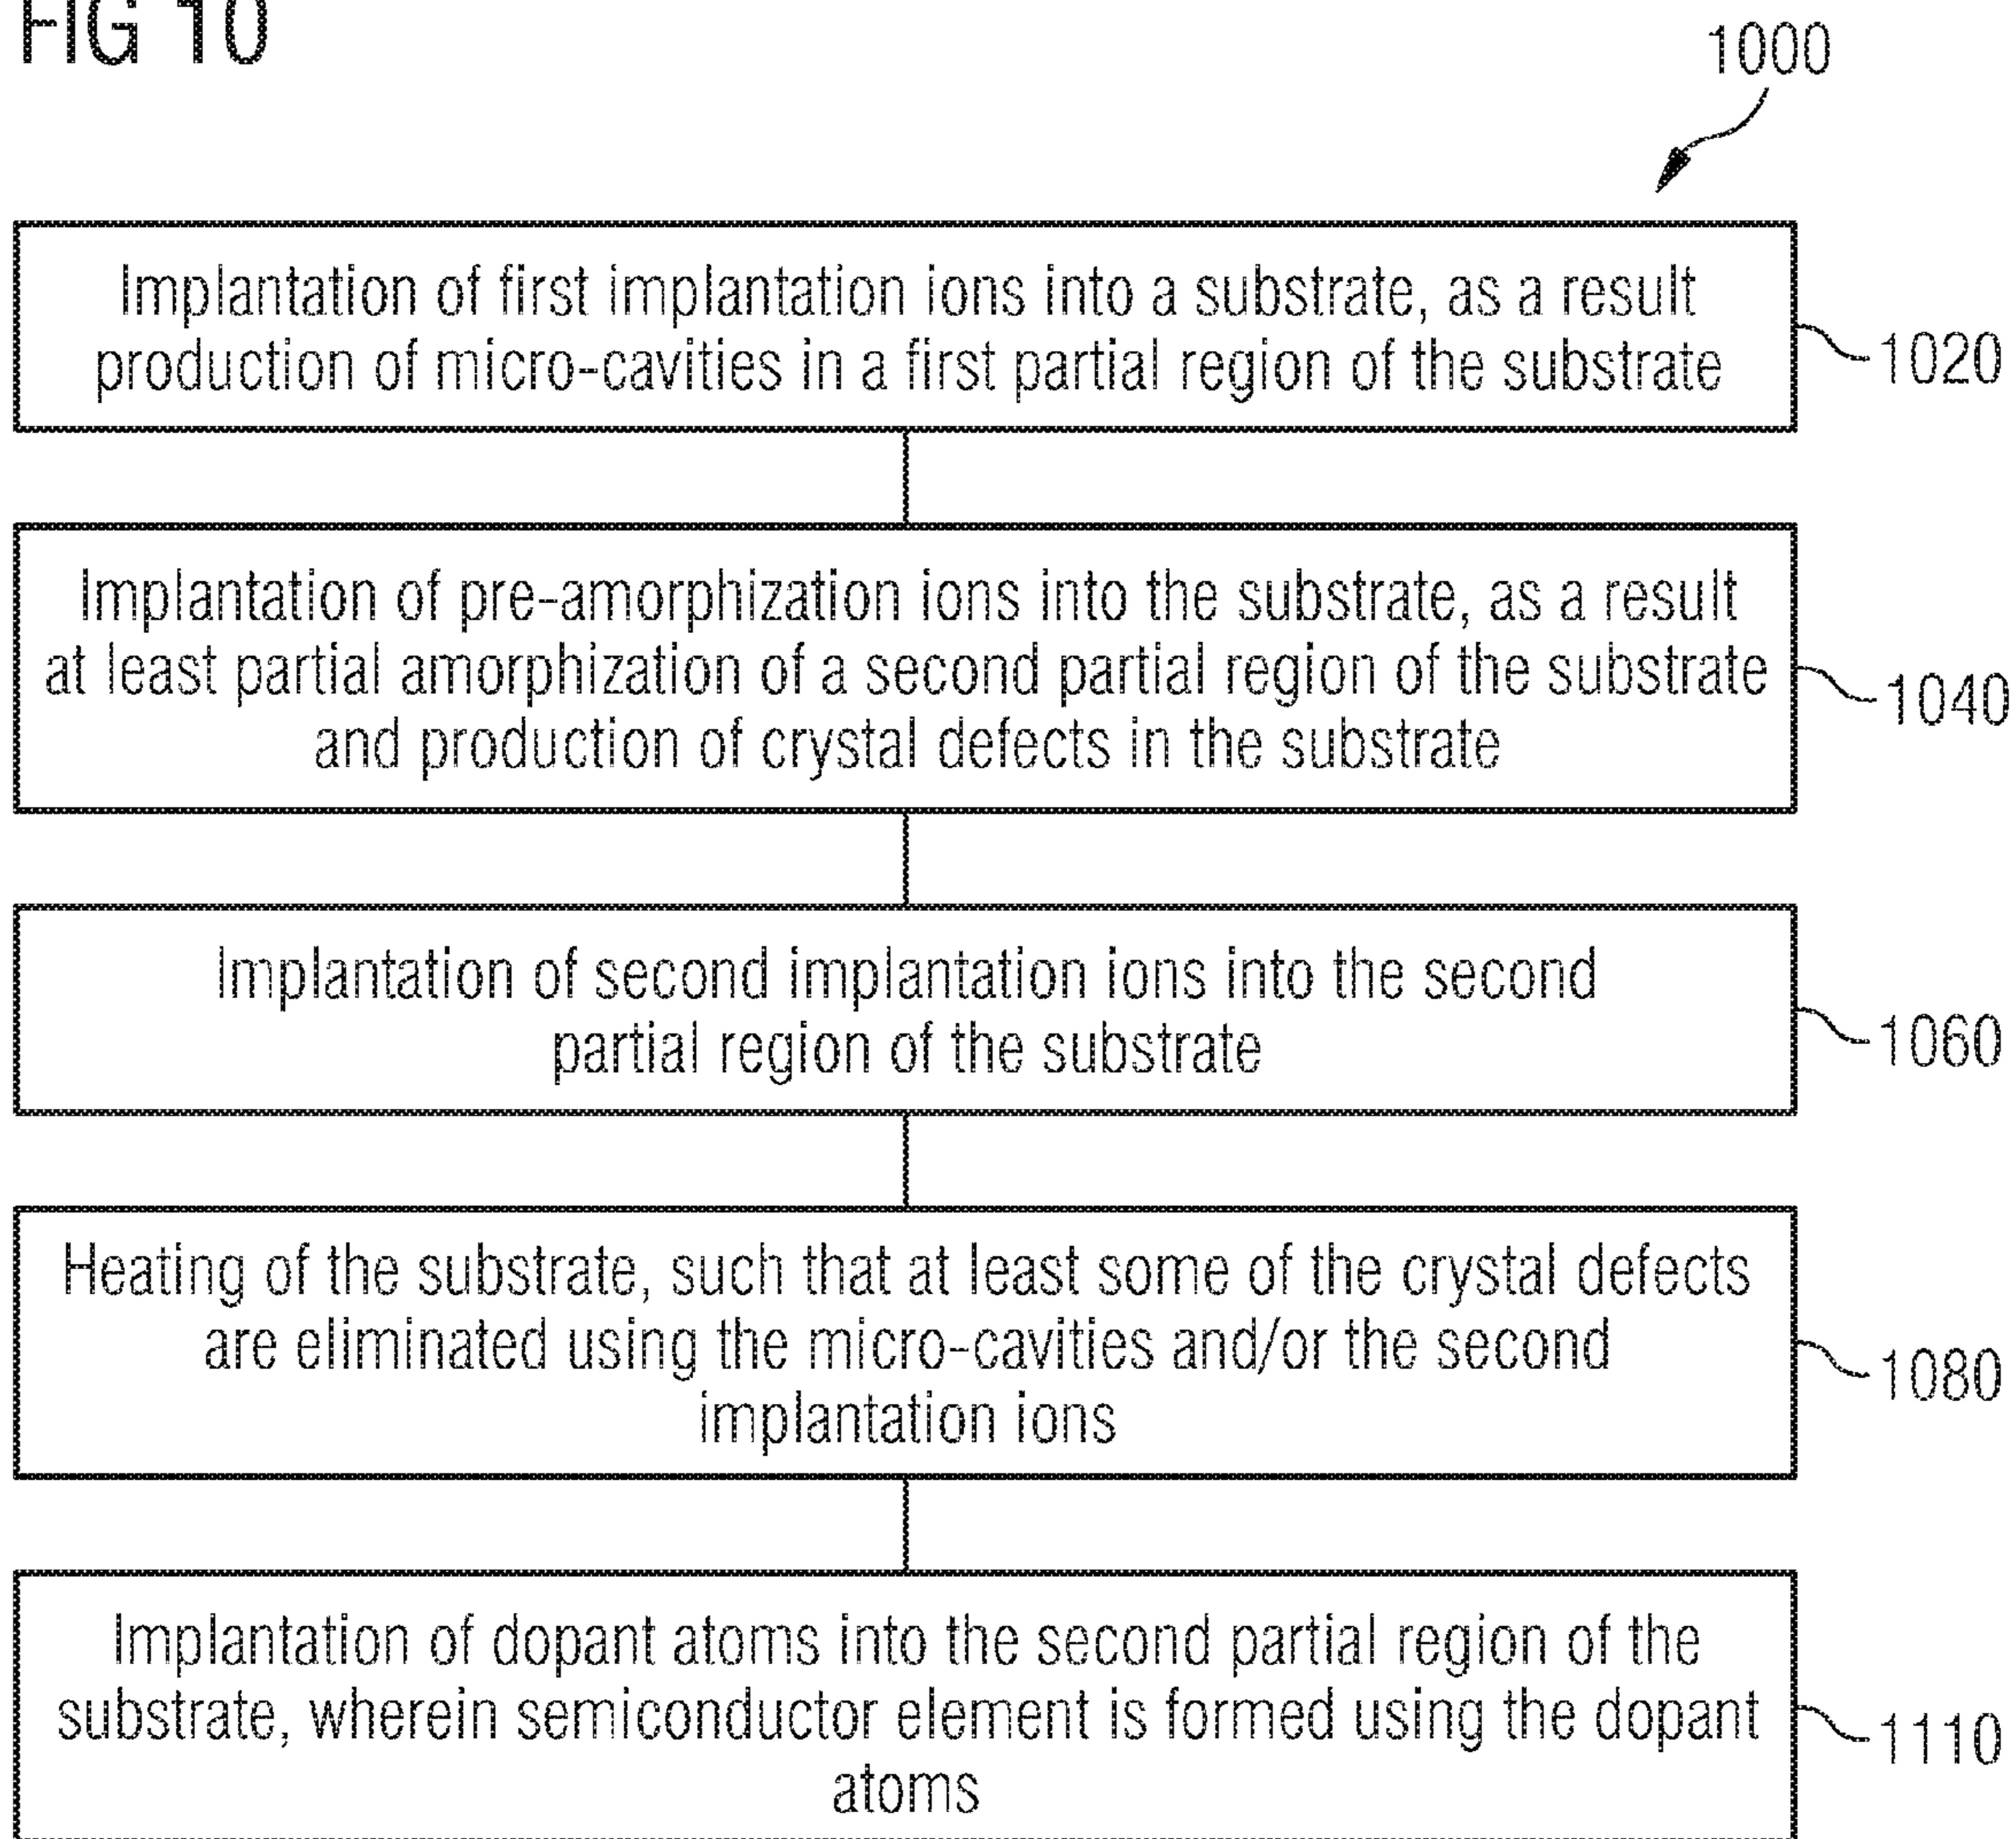 FIG 10
1000
Implantation of first implantation ions into a substrate, as a result
production of micro-cavities in a first partial region of the substrate
1020
Implantation of pre-amorphization ions into the substrate, as a result
at least partial amorphization of a second partial region of the substrate
and production of crystal defects in the substrate
1040
Implantation of second implantation ions into the second
partial region of the substrate
1060
Heating of the substrate, such that at least some of the crystal defects
are eliminated using the micro-cavities and/or the second
implantation ions
1080
Implantation of dopant atoms into the second partial region of the
substrate, wherein semiconductor element is formed using the dopant
atoms
1110